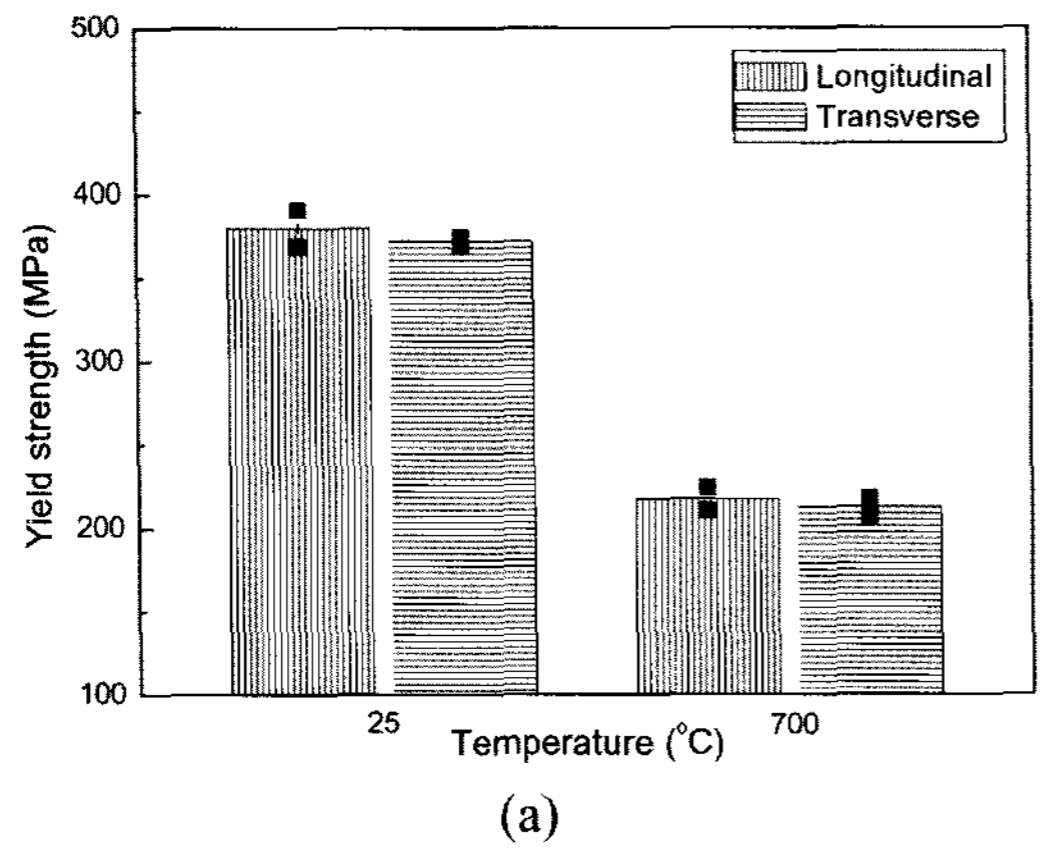 500
400
300
200
100
Yield strength (MPa)
Longitudinal
Transverse
25
700
Temperature (°C)
(a)